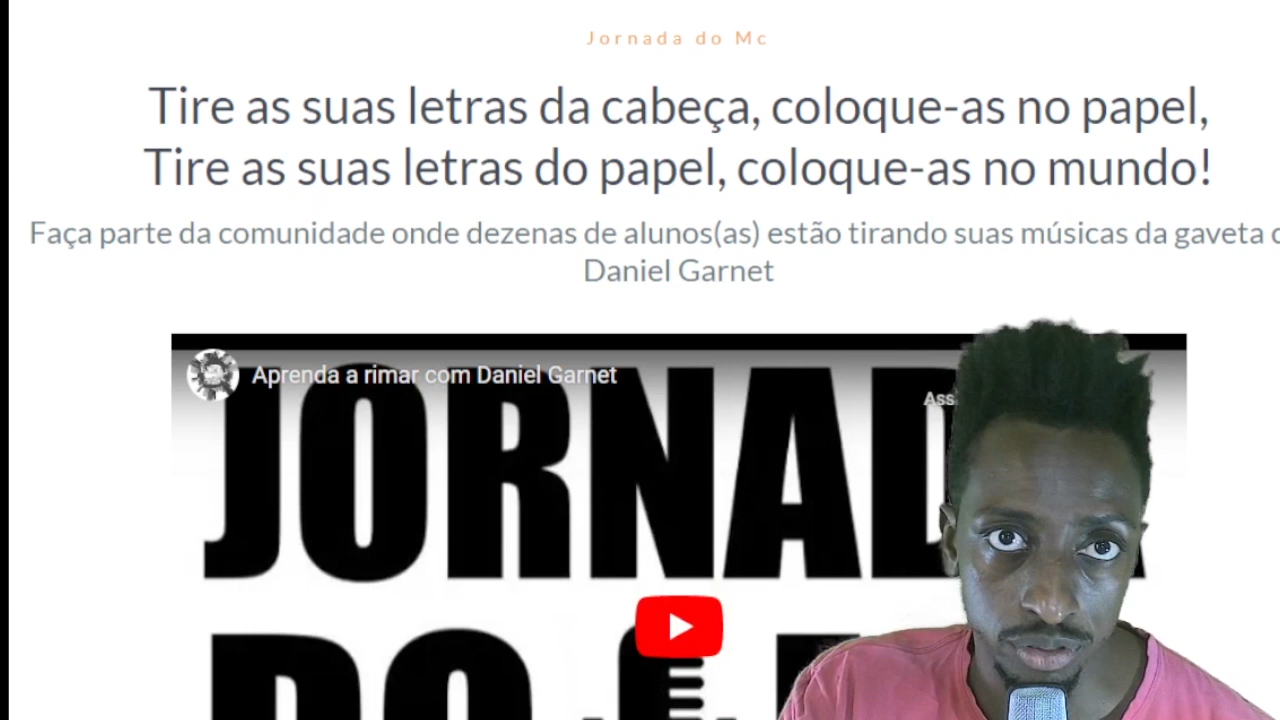 Jornada do Mc
Tire as suas letras da cabeça, coloque-as no papel,
Tire as suas letras do papel, coloque-as no mundo!
Faça parte da comunidade onde dezenas de alunos(as) estão tirando suas músicas da gaveta
Daniel Garnet
Aprenda a rimar com Daniel Garnet
Ass
JORNAD
DO